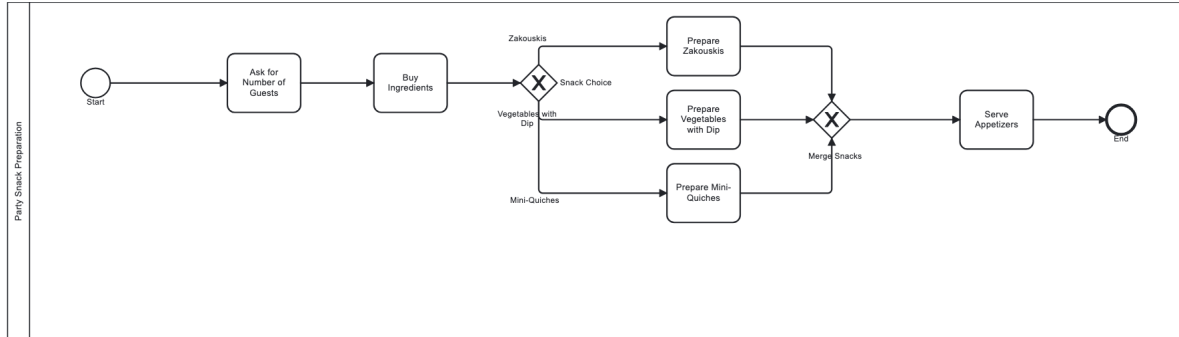 Party Snack Preparation
Start
Ask for
Number of
Guests
Buy
Ingredients
Snack Choice
Zakouskis
Vegetables with
Dip
Mini-Quiches
Prepare
Zakouskis
Prepare
Vegetables
with Dip
Prepare Mini-
Quiches
Merge Snacks
Serve
Appetizers
End